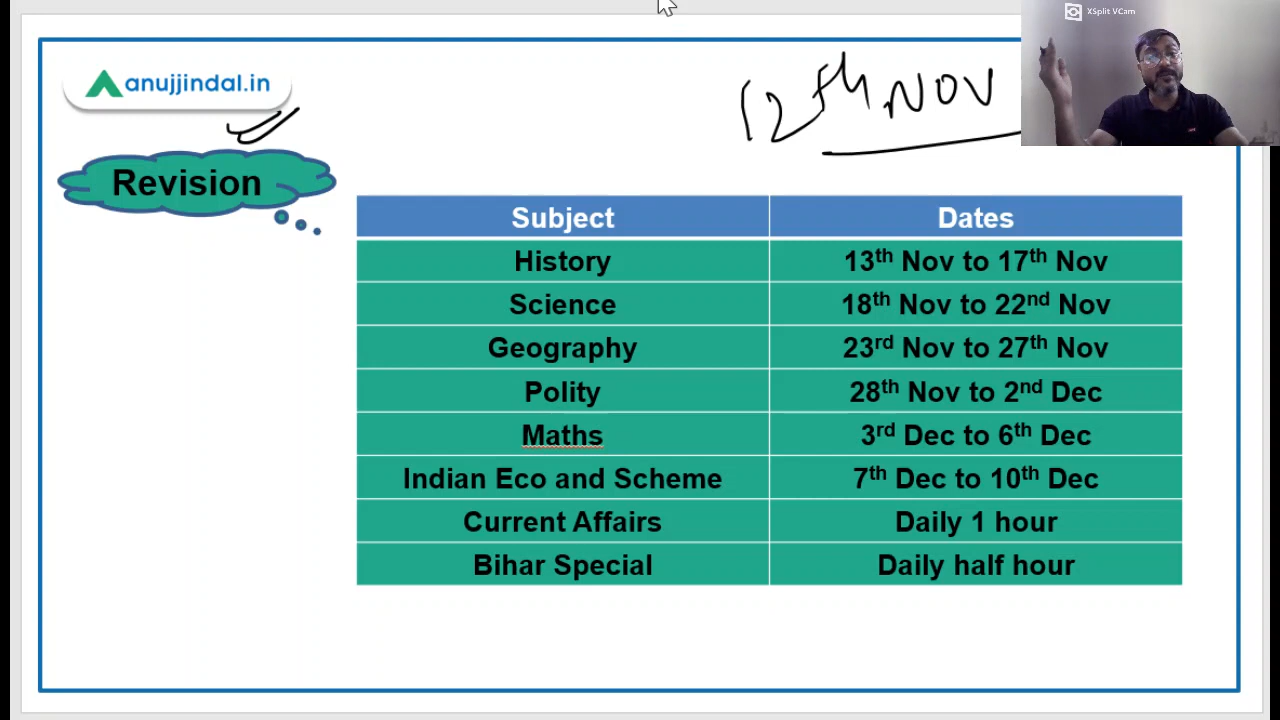 XSplit VCam
anujjindal.in
12th NOV
Revision
Subject Dates
History 13th Nov to 17th Nov
Science 18th Nov to 22nd Nov
Geography 23rd Nov to 27th Nov
Polity 28th Nov to 2nd Dec
Maths 3rd Dec to 6th Dec
Indian Eco and Scheme 7th Dec to 10th Dec
Current Affairs Daily 1 hour
Bihar Special Daily half hour